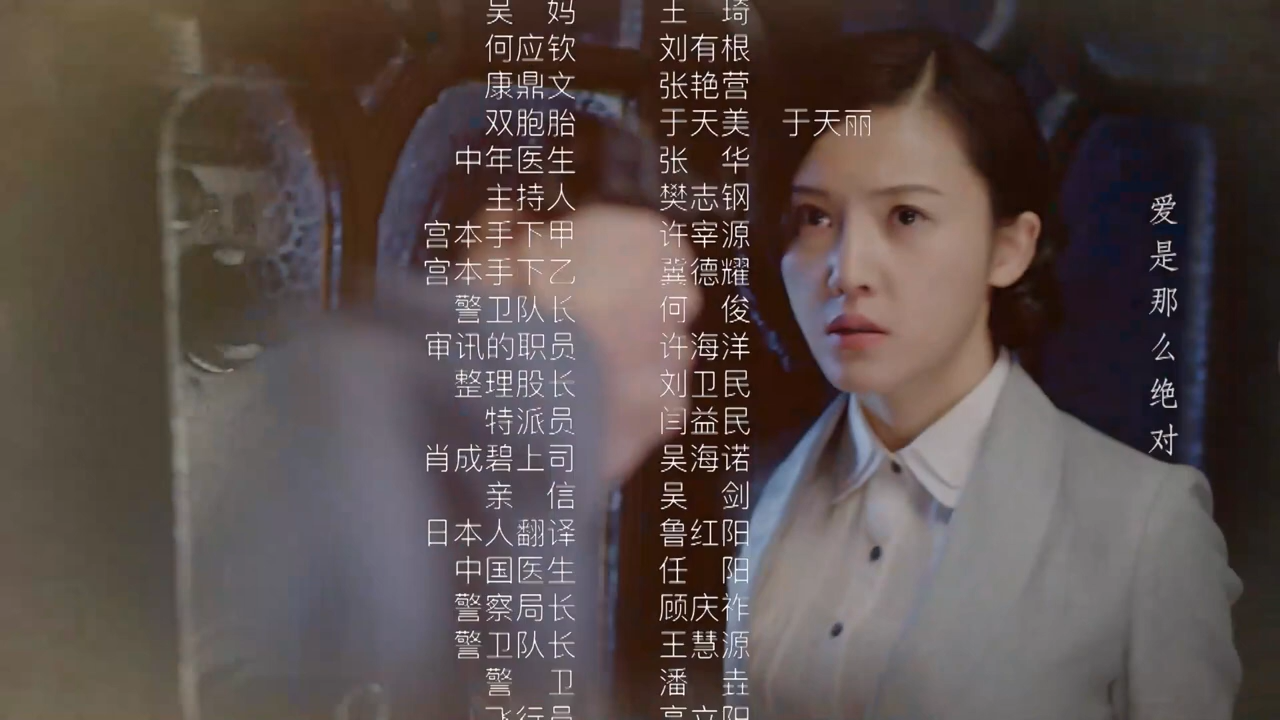 吴 妈 王 琦
何应钦 刘有根
康鼎文 张艳营
双胞胎 于天美 于天丽
中年医生 张 华
主持人 樊志钢
宫本手下甲 许宰源
宫本手下乙 冀德耀
警卫队长 何 俊
审讯的职员 许海洋
整理股长 刘卫民
特派员 闫益民
肖成碧上司 吴海诺
亲 信 吴 剑
日本人翻译 鲁红阳
中国医生 任 阳
警察局长 顾庆祚
警卫队长 王慧源
警 卫 潘 垚
飞行员 高立阳
爱是那么绝对